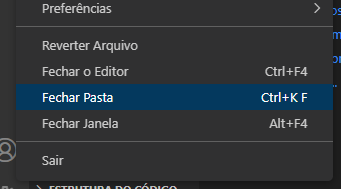 Preferências
Reverter Arquivo
Fechar o Editor Ctrl+F4
Fechar Pasta Ctrl+K F
Fechar Janela Alt+F4
Sair
ESTRUTURA DO CÓDIGO